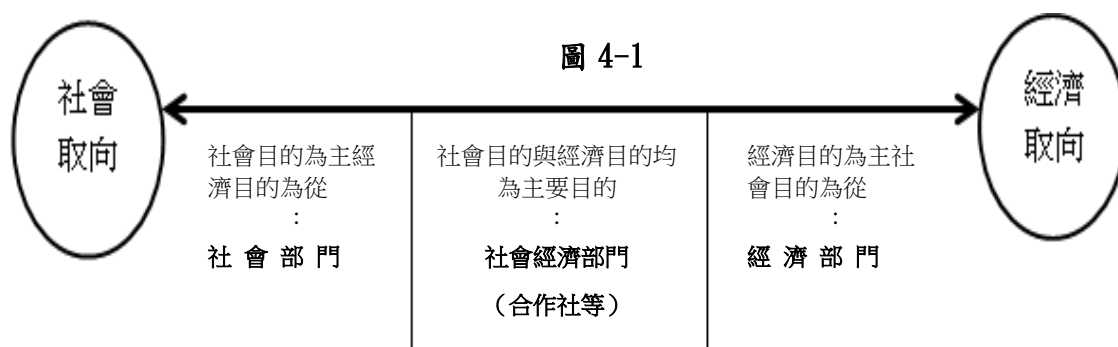 圖 4-1
社會
取向
經濟
取向
社會目的為主經
濟目的為從
:
社 會 部 門
社會目的與經濟目的均
為主要目的
:
社會經濟部門
（合作社等）
經濟目的為主社
會目的為從
:
經 濟 部 門